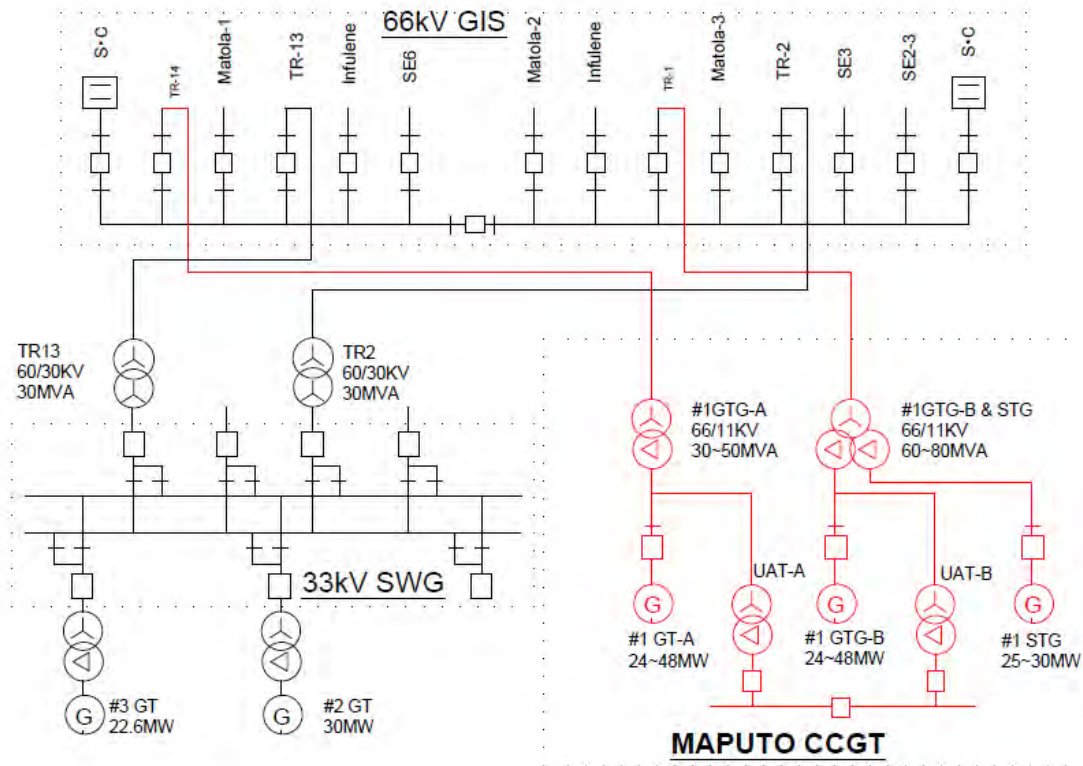 66kV GIS
S•C
TR-14
Matola-1
TR-13
Infulene
SE6
Matola-2
Infulene
TR-1
Matola-3
TR-2
SE3
SE2-3
S•C
TR13
60/30KV
30MVA
TR2
60/30KV
30MVA
#1GTG-A
66/11KV
30~50MVA
#1GTG-B & STG
66/11KV
60~80MVA
33kV SWG
UAT-A
UAT-B
G
#1 GT-A
24~48MW
G
#1 GTG-B
24~48MW
G
#1 STG
25~30MW
G
#3 GT
22.6MW
G
#2 GT
30MW
MAPUTO CCGT